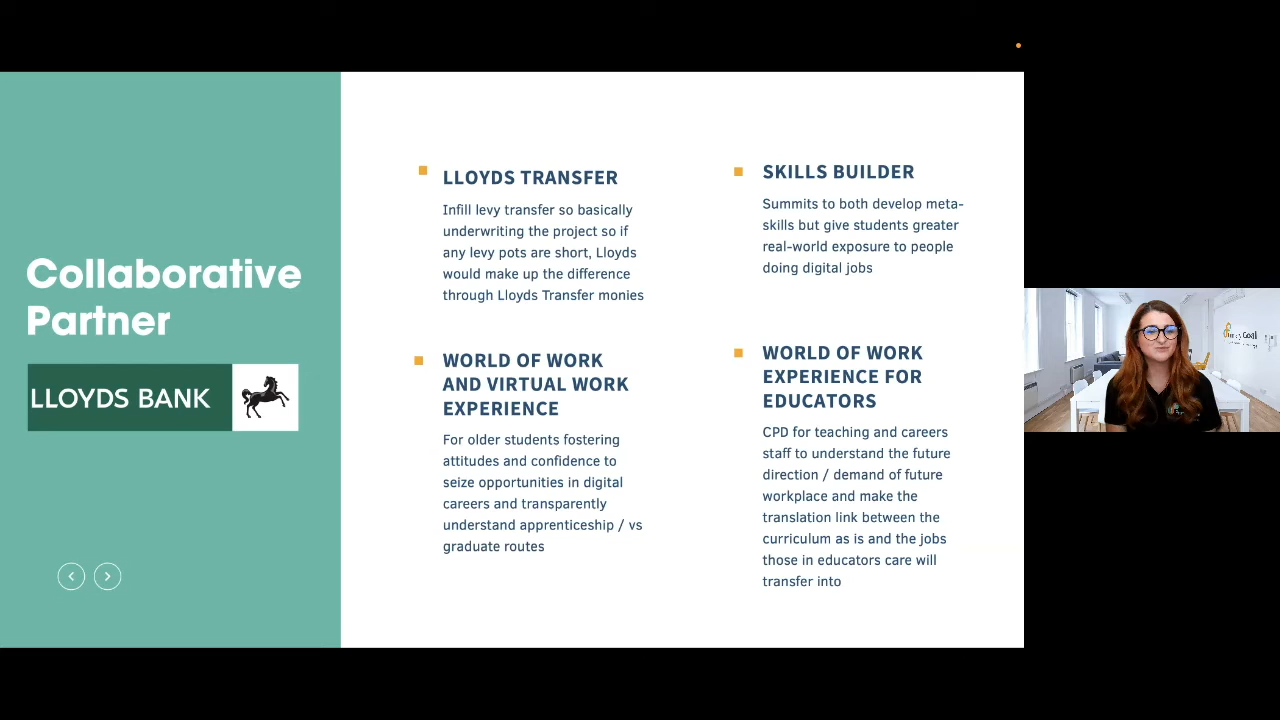 Collaborative
Partner
LLOYDS BANK
LLOYDS TRANSFER
Infill levy transfer so basically
underwriting the project so if
any levy pots are short, Lloyds
would make up the difference
through Lloyds Transfer monies
WORLD OF WORK
AND VIRTUAL WORK
EXPERIENCE
For older students fostering
attitudes and confidence to
seize opportunities in digital
careers and transparently
understand apprenticeship / vs
graduate routes
SKILLS BUILDER
Summits to both develop meta-
skills but give students greater
real-world exposure to people
doing digital jobs
WORLD OF WORK
EXPERIENCE FOR
EDUCATORS
CPD for teaching and careers
staff to understand the future
direction / demand of future
workplace and make the
translation link between the
curriculum as is and the jobs
those in educators care will
transfer into
Goal